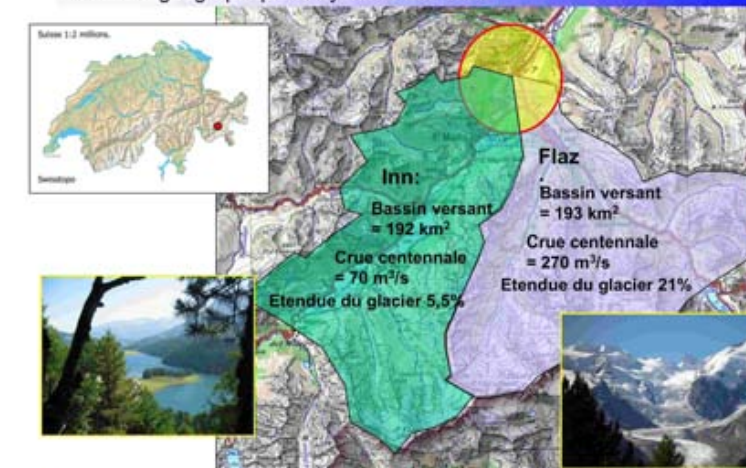 Suisse 1:2 millions.
Swisstopo
Inn:
Bassin versant
= 192 km²
Crue centennale
= 70 m³/s
Etendue du glacier 5,5%
Flaz
:
Bassin versant
= 193 km²
Crue centennale
= 270 m³/s
Etendue du glacier 21%